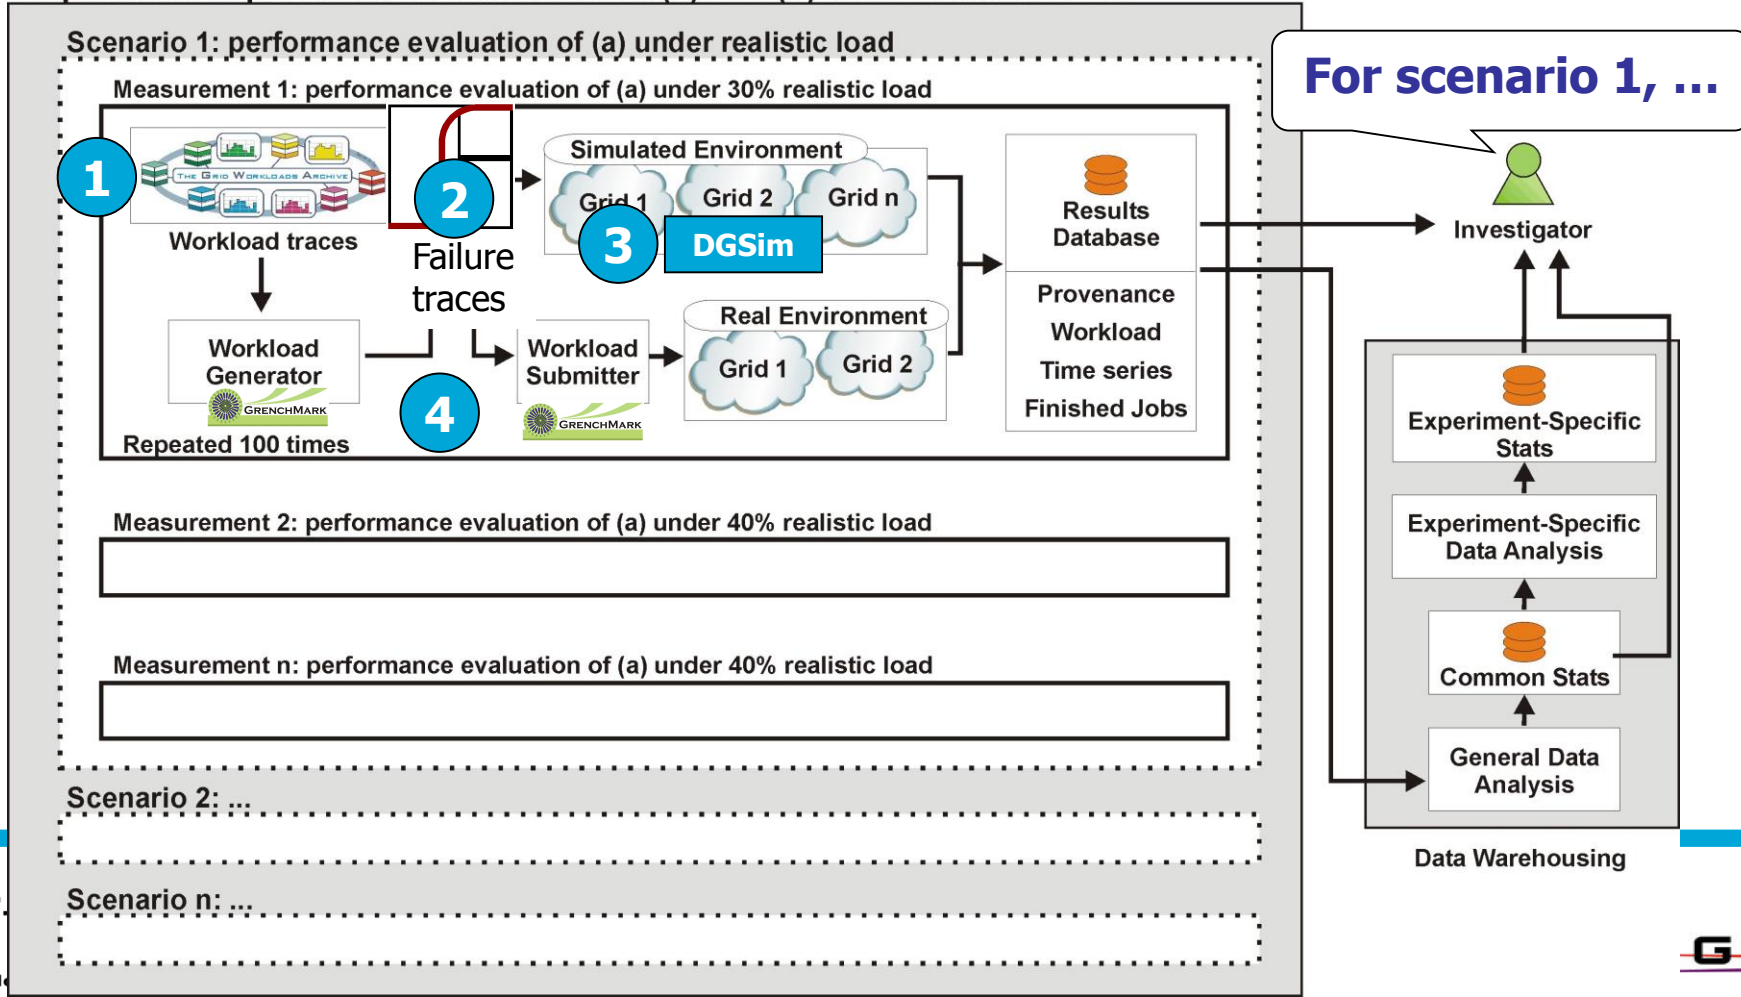 Scenario 1: performance evaluation of (a) under realistic load
Measurement 1: performance evaluation of (a) under 30% realistic load
For scenario 1, ...
1
THE GRID WORKLOADS ARCHIVE
Workload traces
2
Failure
traces
Simulated Environment
Grid 1
Grid 2
Grid n
3
DGSim
Results
Database
Provenance
Workload
Time series
Finished Jobs
Investigator
Workload
Generator
GRENCHMARK
Repeated 100 times
4
Workload
Submitter
GRENCHMARK
Real Environment
Grid 1
Grid 2
Measurement 2: performance evaluation of (a) under 40% realistic load
Measurement n: performance evaluation of (a) under 40% realistic load
Scenario 2: ...
Scenario n: ...
Experiment-Specific
Stats
Experiment-Specific
Data Analysis
Common Stats
General Data
Analysis
Data Warehousing
G